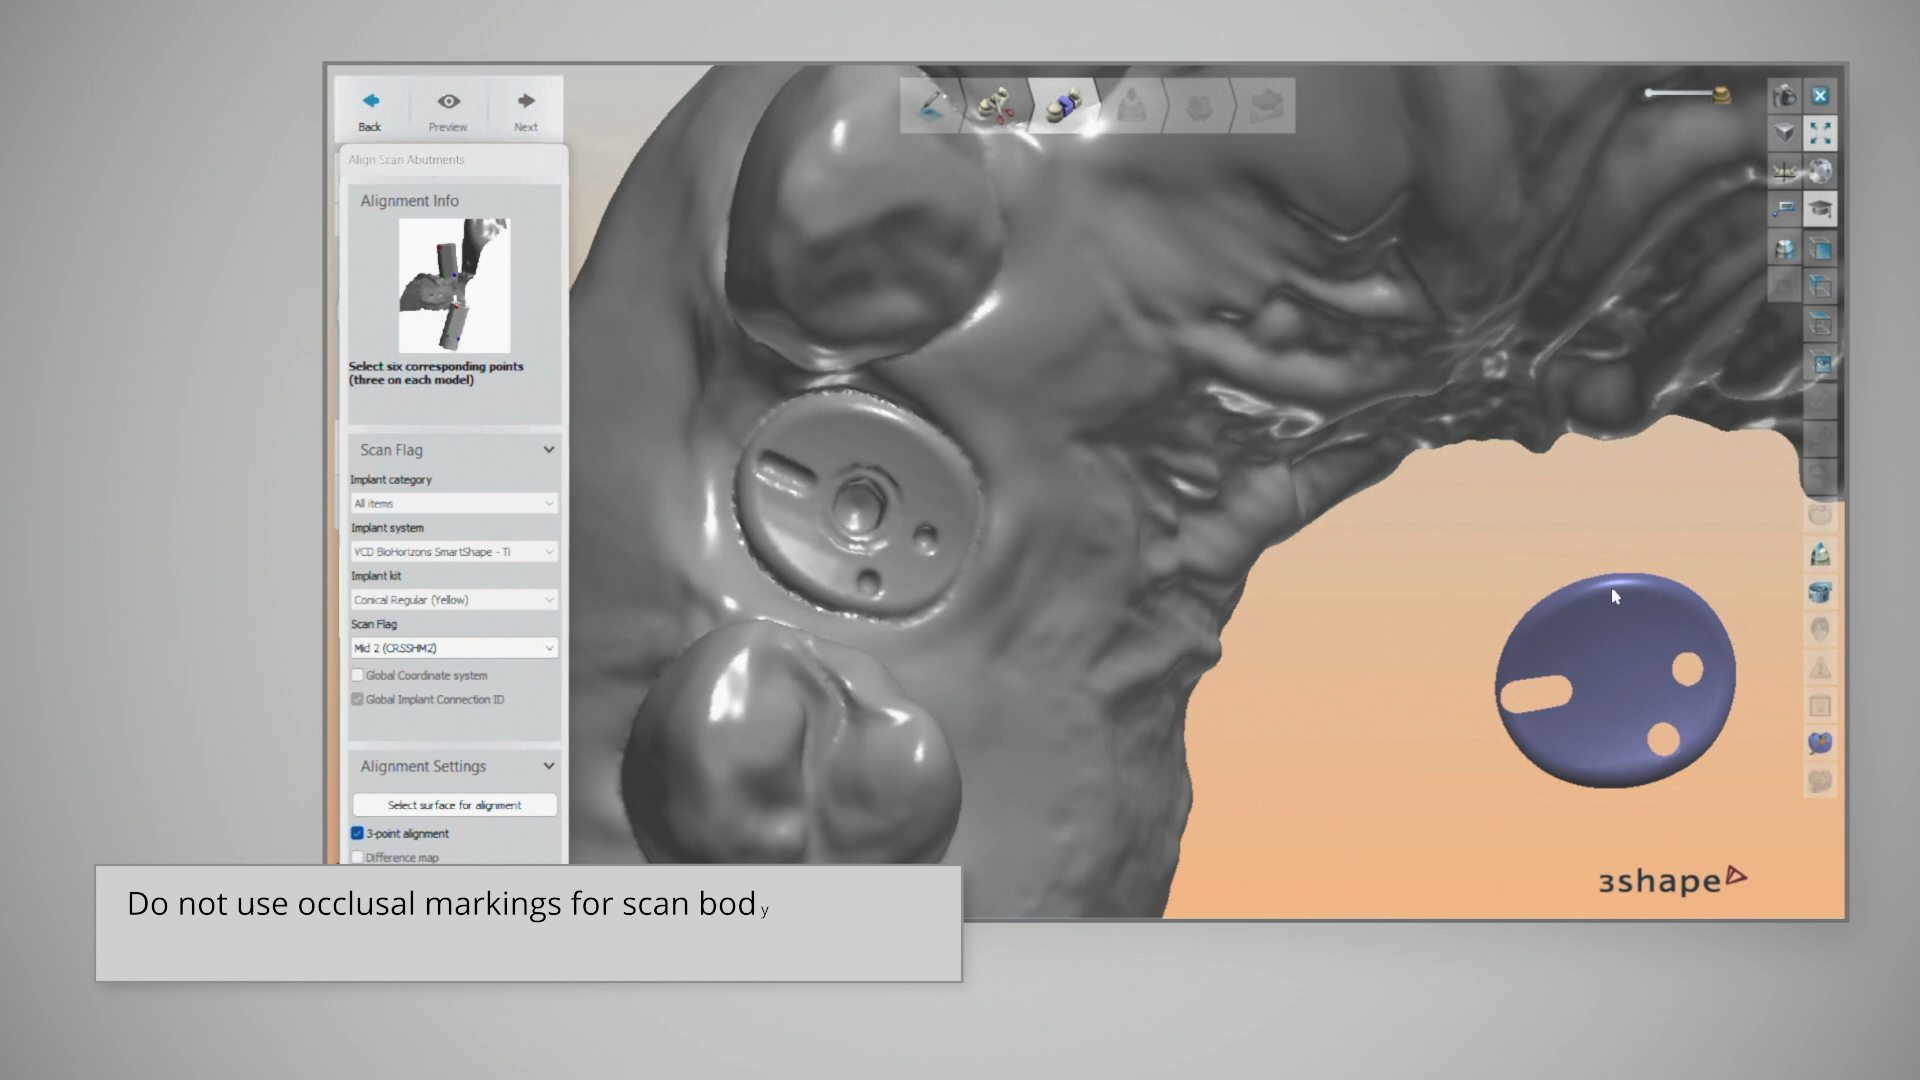 Back
Preview
Next
Align Scan Abutments
Alignment Info
Select six corresponding points
(three on each model)
Scan Flag
Implant category
All items
Implant system
VCD BioHorizons SmartShape - Ti
Implant kit
Conical Regular (Yellow)
Scan Flag
Mid 2 (CRSSHM2)
Global Coordinate system
Global Implant Connection ID
Alignment Settings
Select surface for alignment
3-point alignment
Difference map
3shape
Do not use occlusal markings for scan body